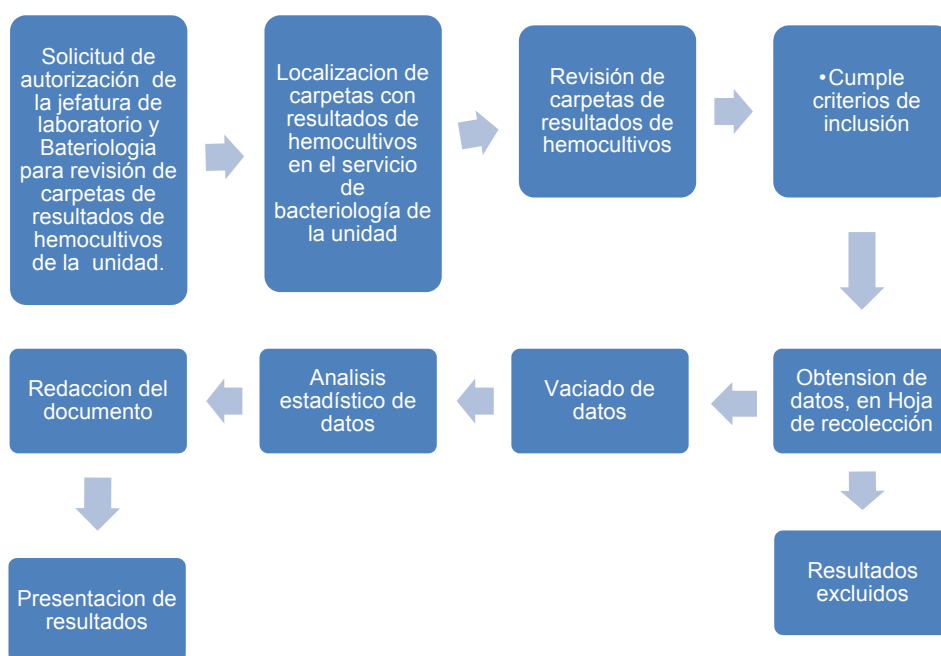 Solicitud de
autorización de
la jefatura de
laboratorio y
Bateriologia
para revisión de
carpetas de
resultados de
hemocultivos
de la unidad.
Localizacion de
carpetas con
resultados de
hemocultivos
en el servicio
de
bacteriología de
la unidad
Revisión de
carpetas de
resultados de
hemocultivos
•Cumple
criterios de
inclusión
Obtension de
datos, en Hoja
de recolección
Vaciado de
datos
Analisis
estadístico de
datos
Redaccion del
documento
Presentacion de
resultados
Resultados
excluidos